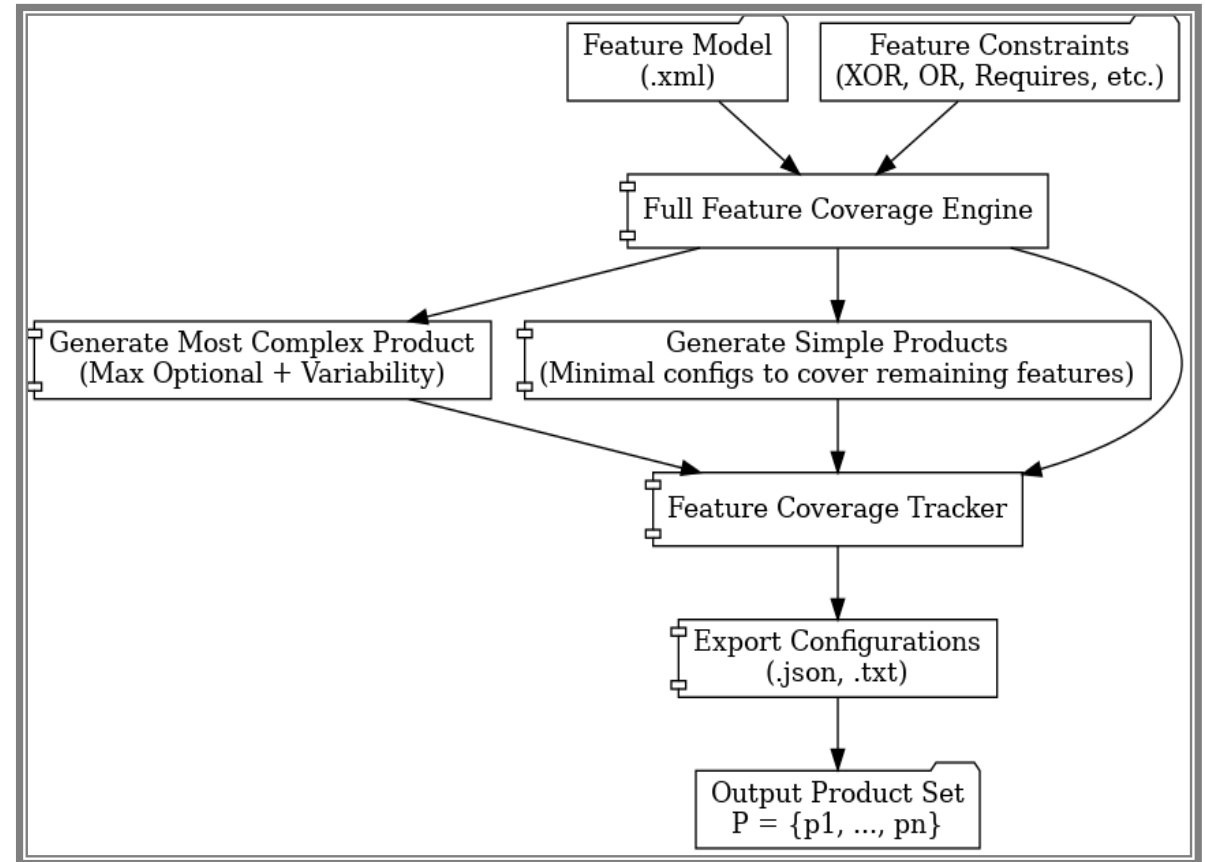 Feature Model
(.xml)
Feature Constraints
(XOR, OR, Requires, etc.)
Full Feature Coverage Engine
Generate Most Complex Product
(Max Optional + Variability)
Generate Simple Products
(Minimal configs to cover remaining features)
Feature Coverage Tracker
Export Configurations
(.json, .txt)
Output Product Set
P = {p1, ..., pn}